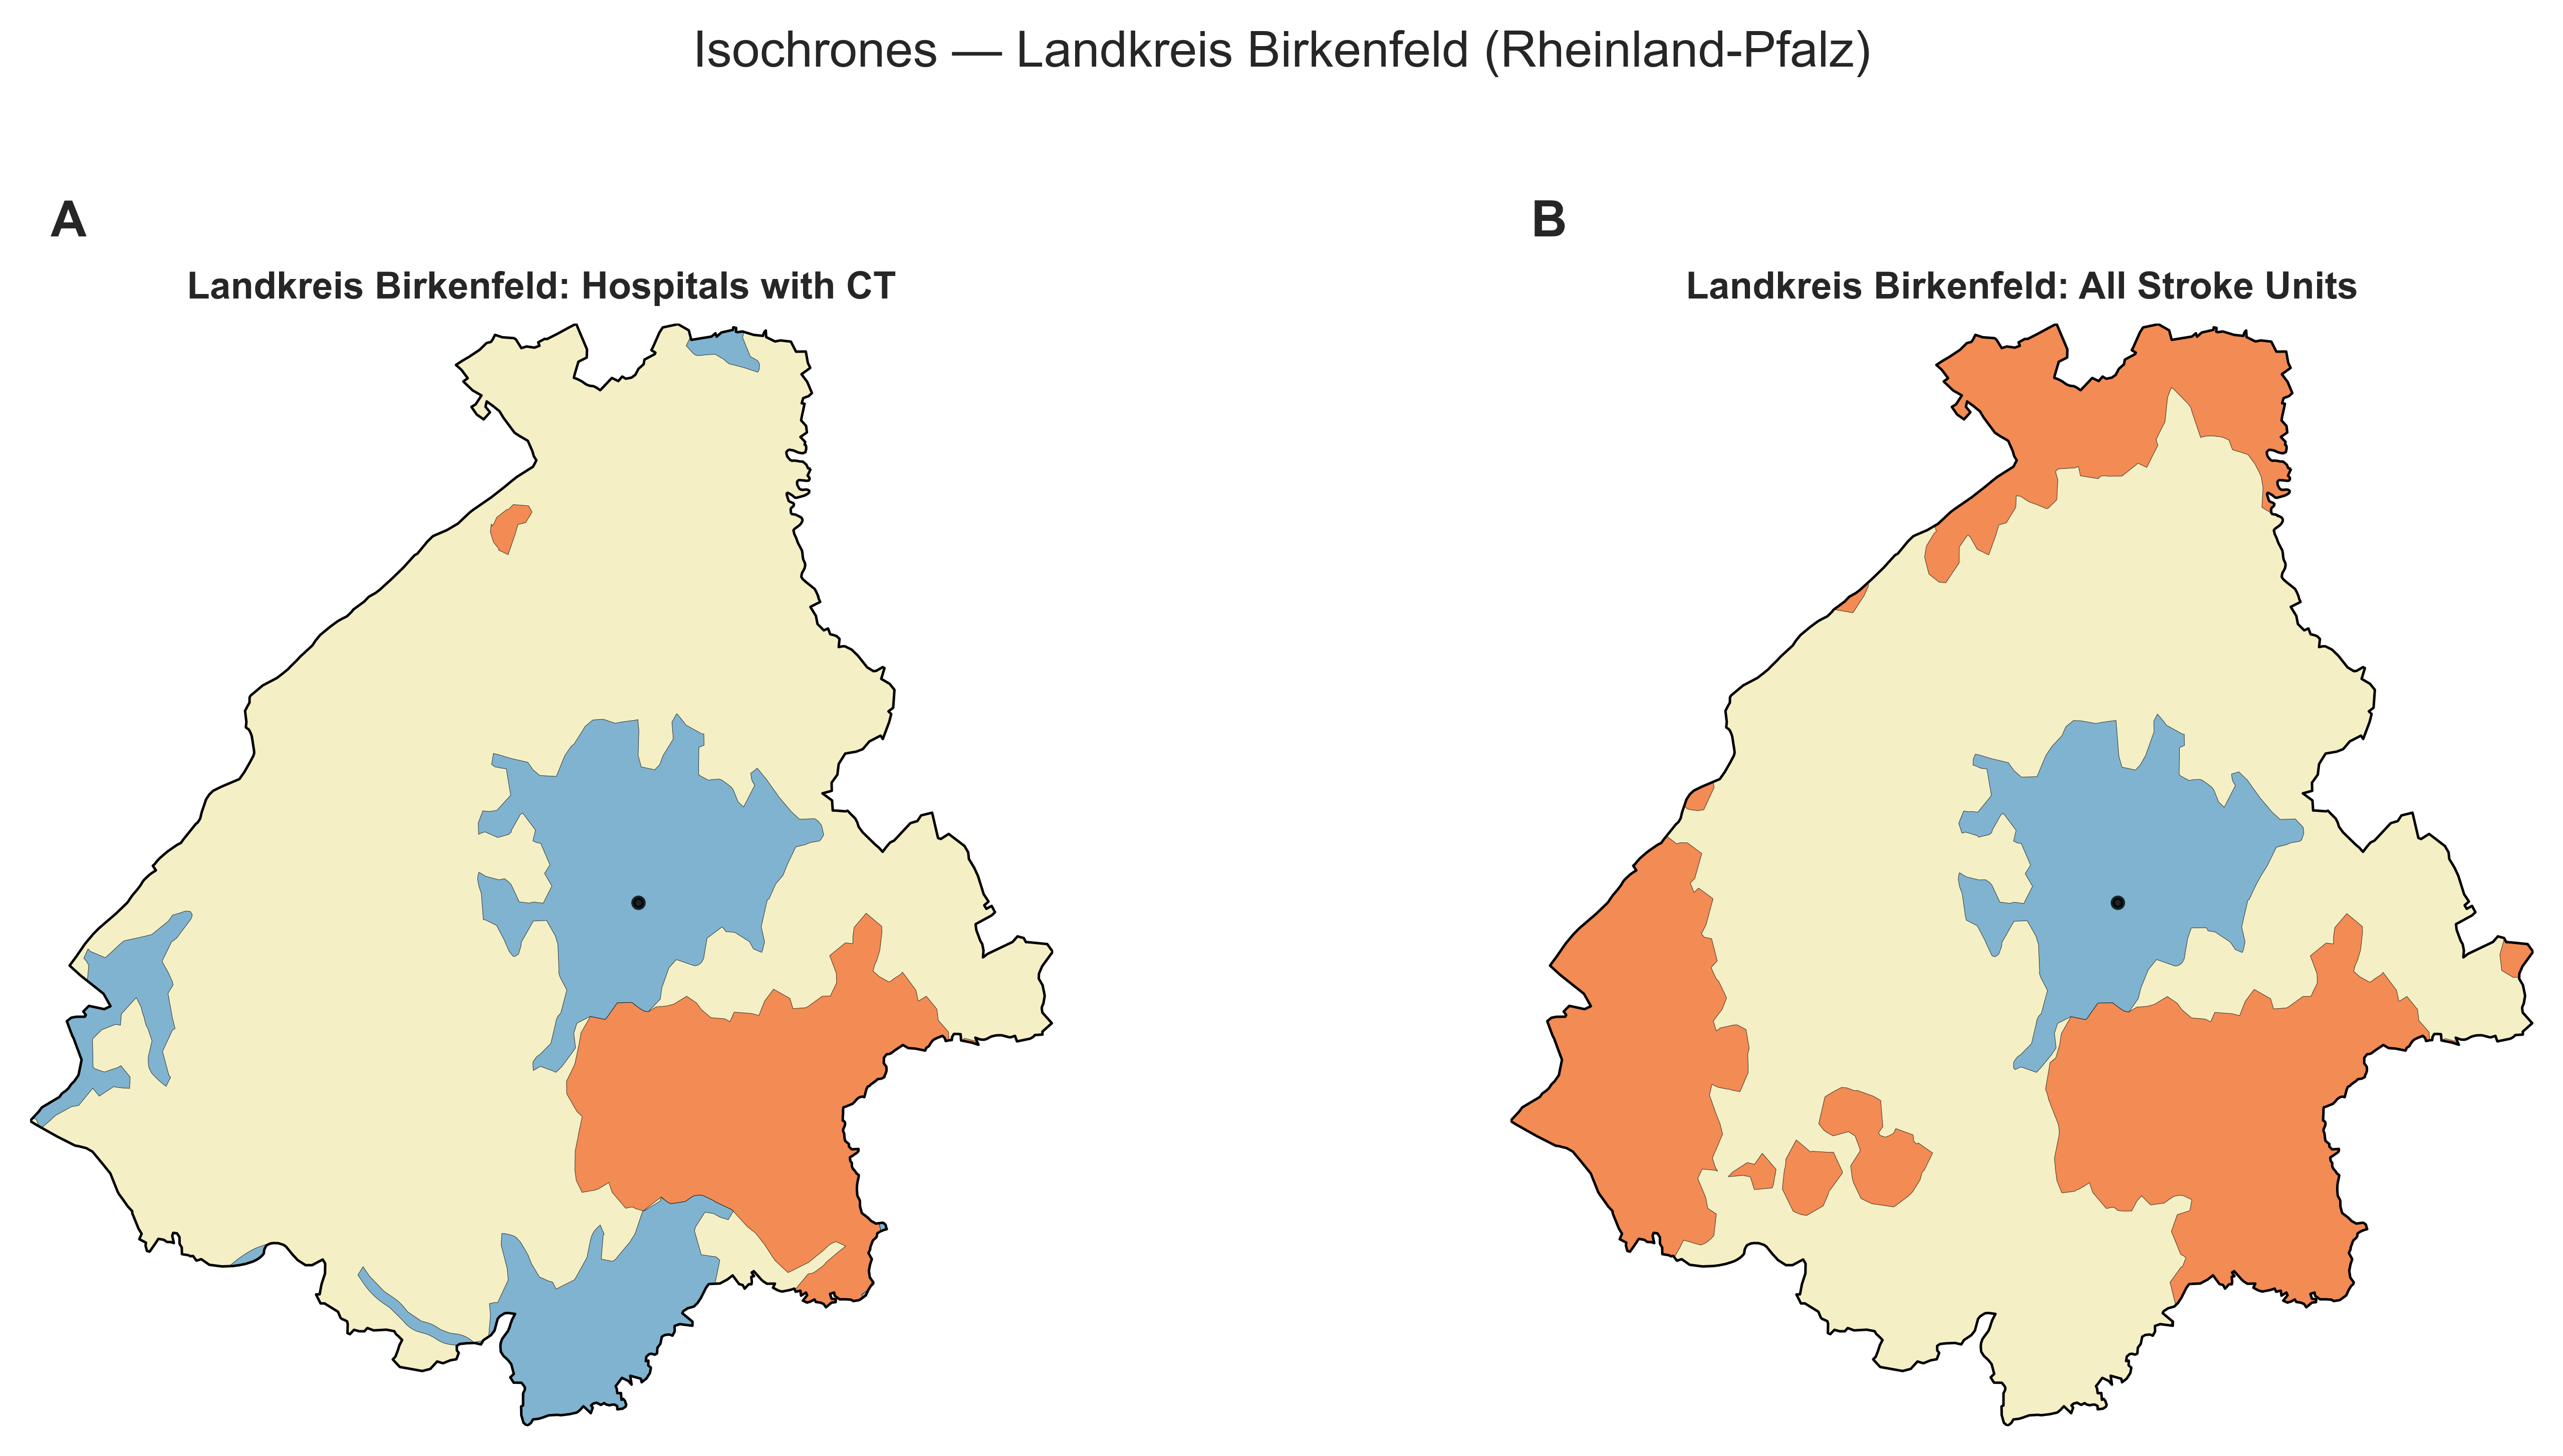 Isochrones — Landkreis Birkenfeld (Rheinland-Pfalz)
A
B
Landkreis Birkenfeld: Hospitals with CT
Landkreis Birkenfeld: All Stroke Units